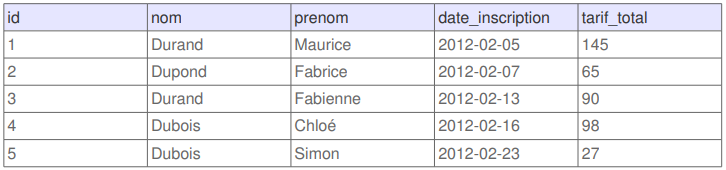 id nom prenom date_inscription tarif_total
1 Durand Maurice 2012-02-05 145
2 Dupond Fabrice 2012-02-07 65
3 Durand Fabienne 2012-02-13 90
4 Dubois Chloé 2012-02-16 98
5 Dubois Simon 2012-02-23 27